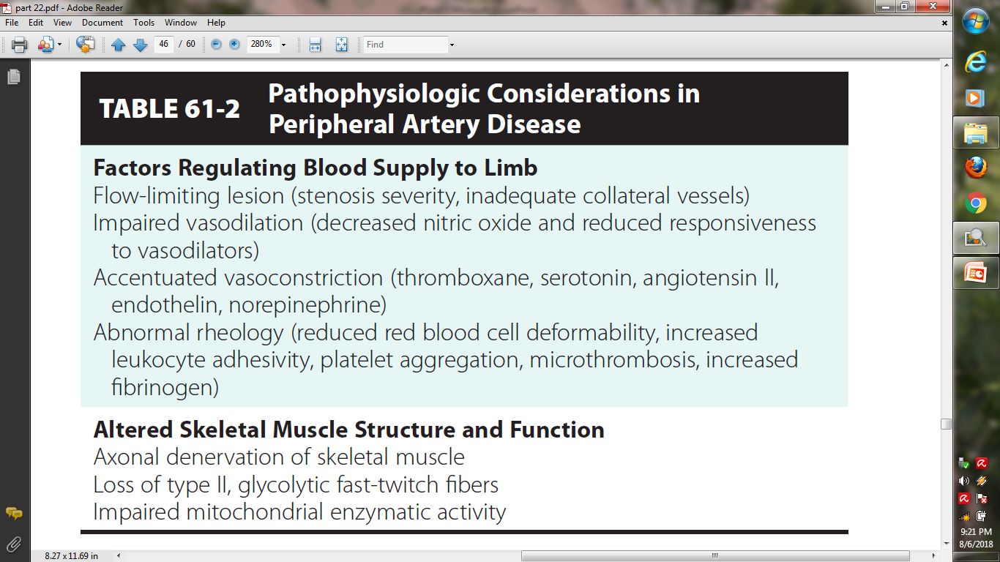 part 22.pdf - Adobe Reader
File Edit View Document Tools Window Help
46 / 60 280% Find
TABLE 61-2 Pathophysiologic Considerations in
Peripheral Artery Disease
Factors Regulating Blood Supply to Limb
Flow-limiting lesion (stenosis severity, inadequate collateral vessels)
Impaired vasodilation (decreased nitric oxide and reduced responsiveness
to vasodilators)
Accentuated vasoconstriction (thromboxane, serotonin, angiotensin II,
endothelin, norepinephrine)
Abnormal rheology (reduced red blood cell deformability, increased
leukocyte adhesivity, platelet aggregation, microthrombosis, increased
fibrinogen)
Altered Skeletal Muscle Structure and Function
Axonal denervation of skeletal muscle
Loss of type II, glycolytic fast-twitch fibers
Impaired mitochondrial enzymatic activity
8.27 x 11.69 in
9:21 PM
8/6/2018